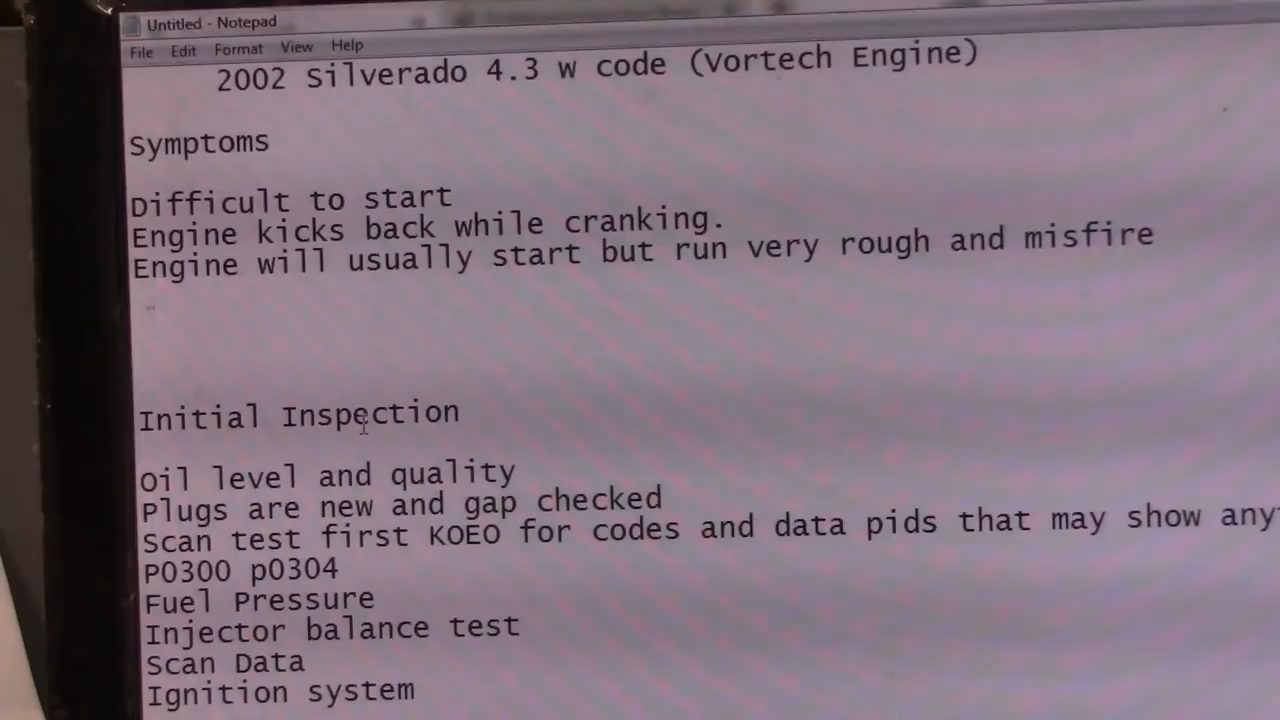 Untitled - Notepad
File Edit Format View Help
2002 Silverado 4.3 w code (Vortech Engine)
Symptoms
Difficult to start
Engine kicks back while cranking.
Engine will usually start but run very rough and misfire
Initial Inspection
Oil level and quality
Plugs are new and gap checked
Scan test first KOEO for codes and data pids that may show any
P0300 p0304
Fuel Pressure
Injector balance test
Scan Data
Ignition system